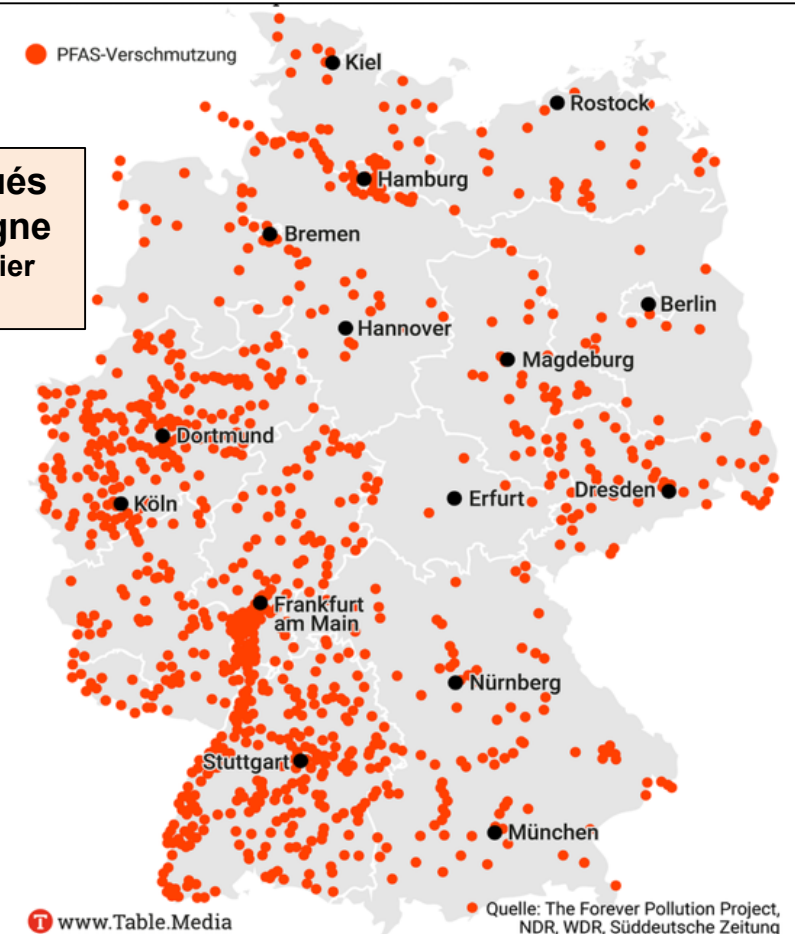 PFAS-Verschmutzung
Kiel
Rostock
Hamburg
Bremen
Berlin
Hannover
Magdeburg
Dortmund
Köln
Erfurt
Dresden
Frankfurt
am Main
Nürnberg
Stuttgart
München
www.Table.Media
Quelle: The Forever Pollution Project,
NDR, WDR, Süddeutsche Zeitung